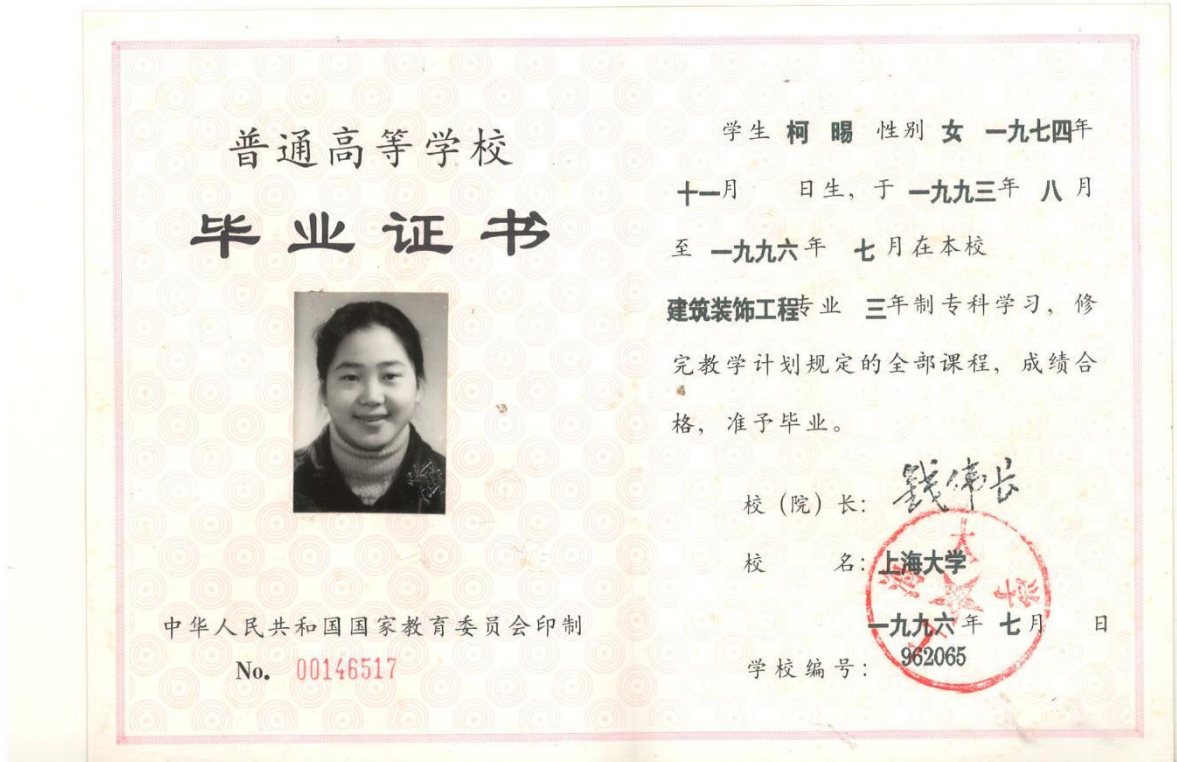 普通高等学校
毕业证书
中华人民共和国国家教育委员会印制
No. 00146517
学生 柯 暘 性别 女 一九七四年
十一月 日生，于 一九九三年 八 月
至 一九九六年 七 月在本校
建筑装饰工程专业 三年制专科学习，修
完教学计划规定的全部课程，成绩合
格，准予毕业。
校（院）长：钱伟长
校 名：上海大学
一九九六年 七月 日
学校编号：962065
上海大学